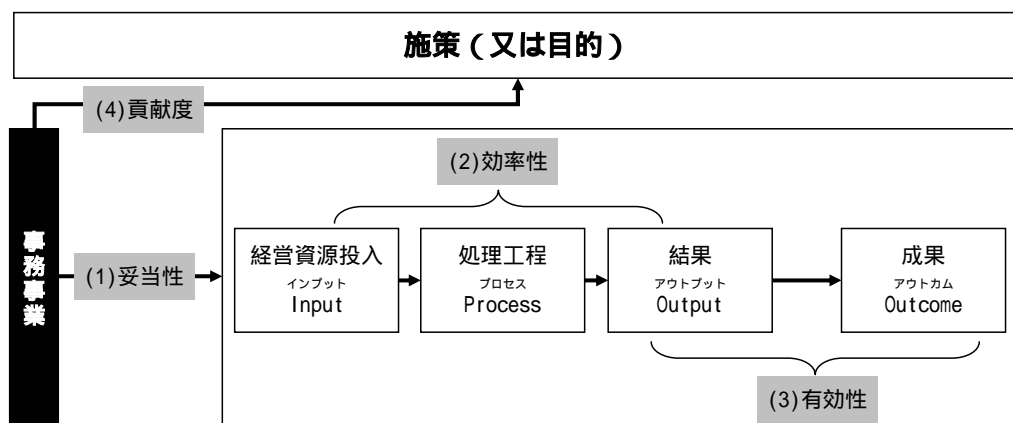 施策（又は目的）
(4)貢献度
(2)効率性
事務事業
(1)妥当性
経営資源投入
インプット
Input
処理工程
プロセス
Process
結果
アウトプット
Output
成果
アウトカム
Outcome
(3)有効性